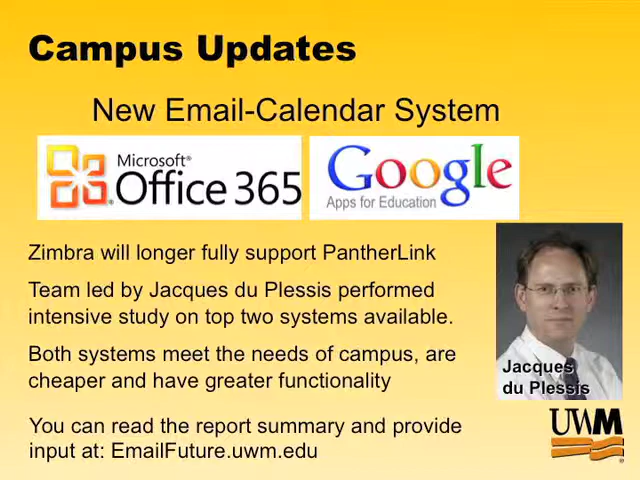 Campus Updates
New Email-Calendar System
Microsoft®
Office 365
Google
Apps for Education
Zimbra will longer fully support PantherLink
Team led by Jacques du Plessis performed
intensive study on top two systems available.
Both systems meet the needs of campus, are
cheaper and have greater functionality
Jacques
du Plessis
You can read the report summary and provide
input at: EmailFuture.uwm.edu
UWM
®